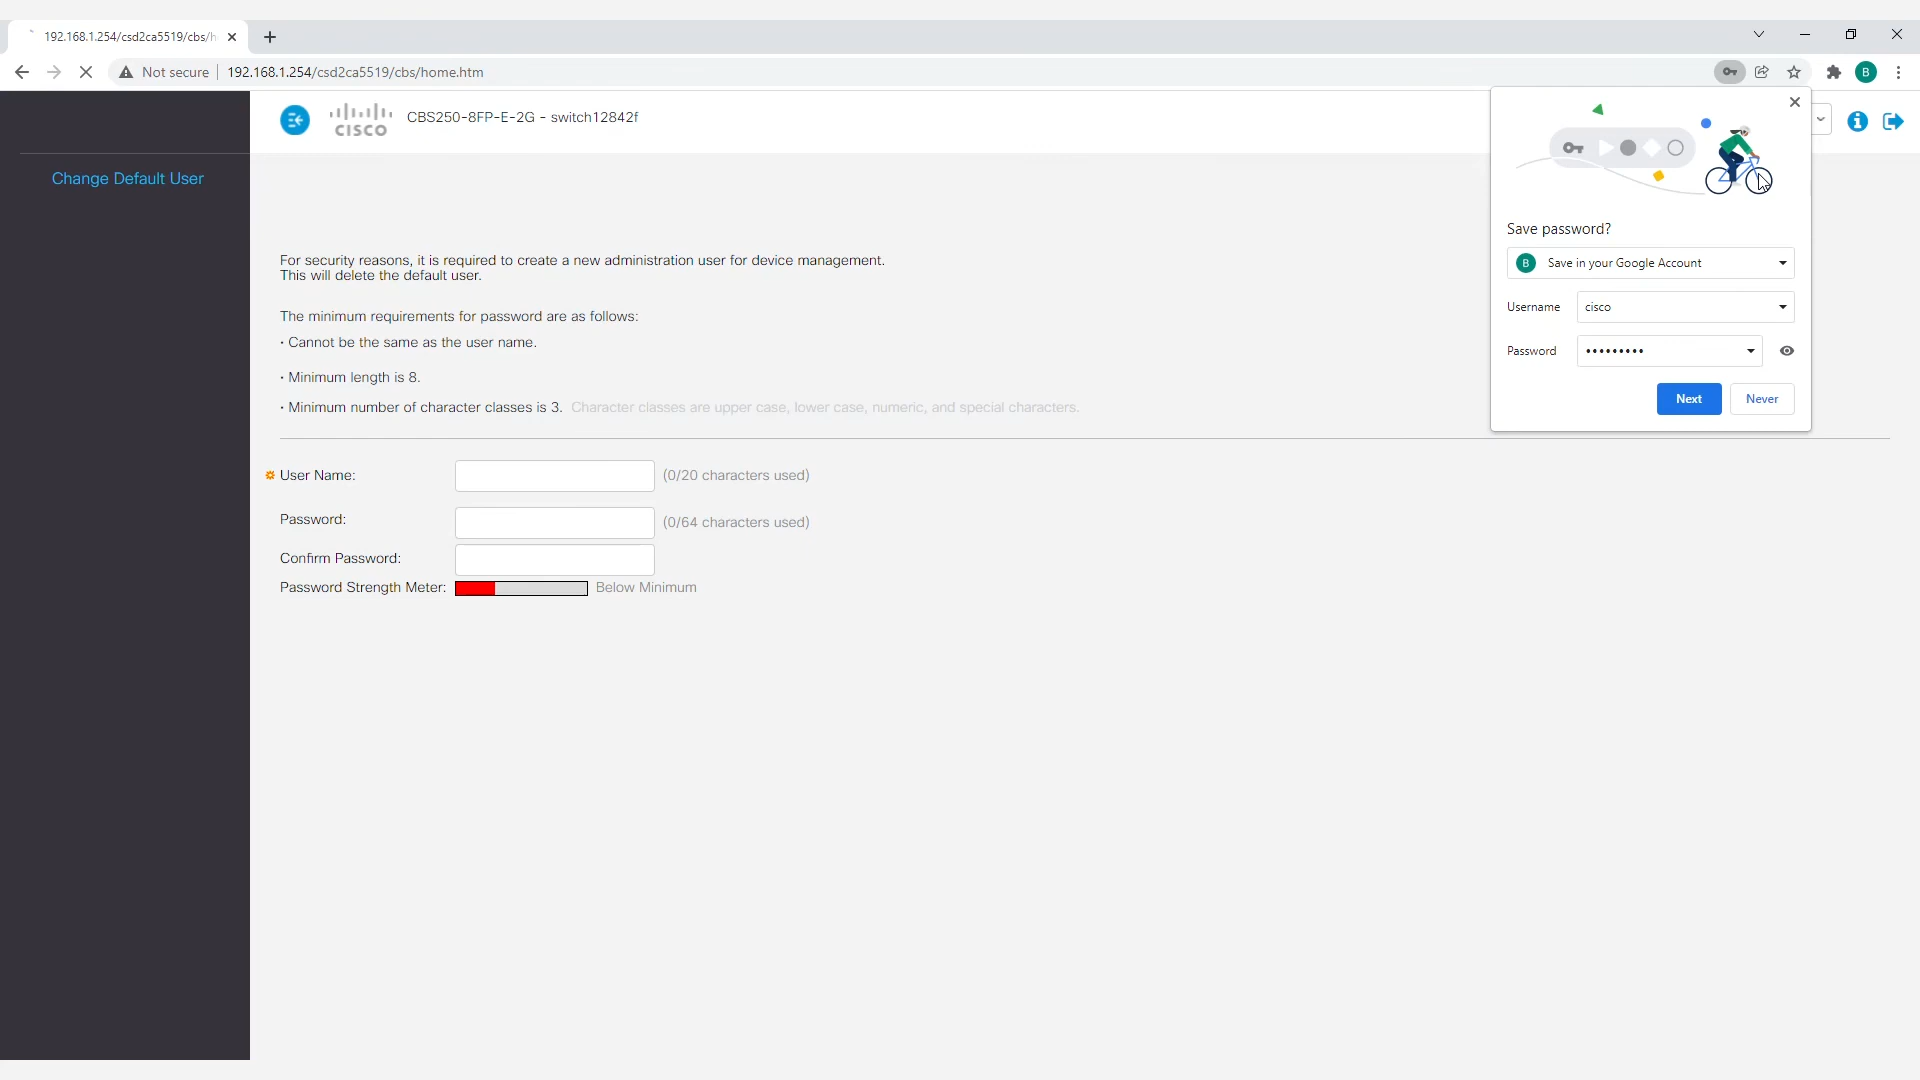 192.168.1.254/csd2ca5519/cbs/h
Not secure
192.168.1.254/csd2ca5519/cbs/home.htm
B
CISCO
CBS250-8FP-E-2G - switch12842f
Change Default User
For security reasons, it is required to create a new administration user for device management.
This will delete the default user.
The minimum requirements for password are as follows:
• Cannot be the same as the user name.
• Minimum length is 8.
• Minimum number of character classes is 3. Character classes are upper case, lower case, numeric, and special characters.
User Name:
(0/20 characters used)
Password:
(0/64 characters used)
Confirm Password:
Password Strength Meter:
Below Minimum
Save password?
B
Save in your Google Account
Username
cisco
Password
•••••••••
Next
Never